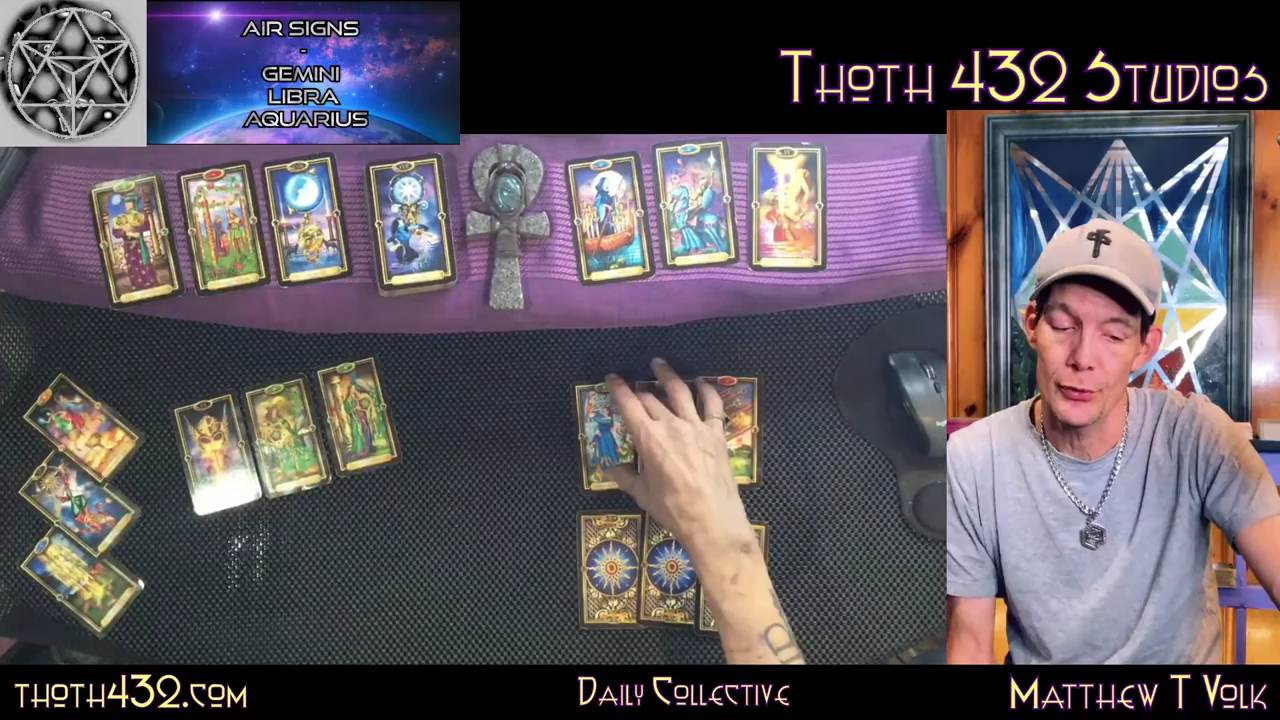 AIR SIGNS
-
GEMINI
LIBRA
AQUARIUS
Thoth 432 Studios
thoth432.com
Daily Collective
Matthew T Volk